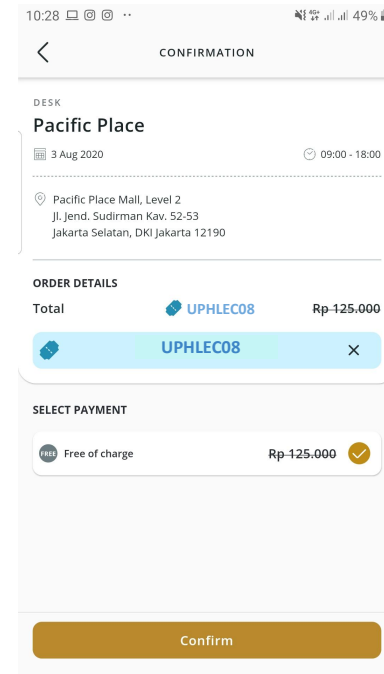 10:28
4G+
49%
CONFIRMATION
DESK
Pacific Place
3 Aug 2020
09:00 - 18:00
Pacific Place Mall, Level 2
Jl. Jend. Sudirman Kav. 52-53
Jakarta Selatan, DKI Jakarta 12190
ORDER DETAILS
Total UPHLEC08 Rp 125.000
UPHLEC08
SELECT PAYMENT
FREE Free of charge Rp 125.000
Confirm